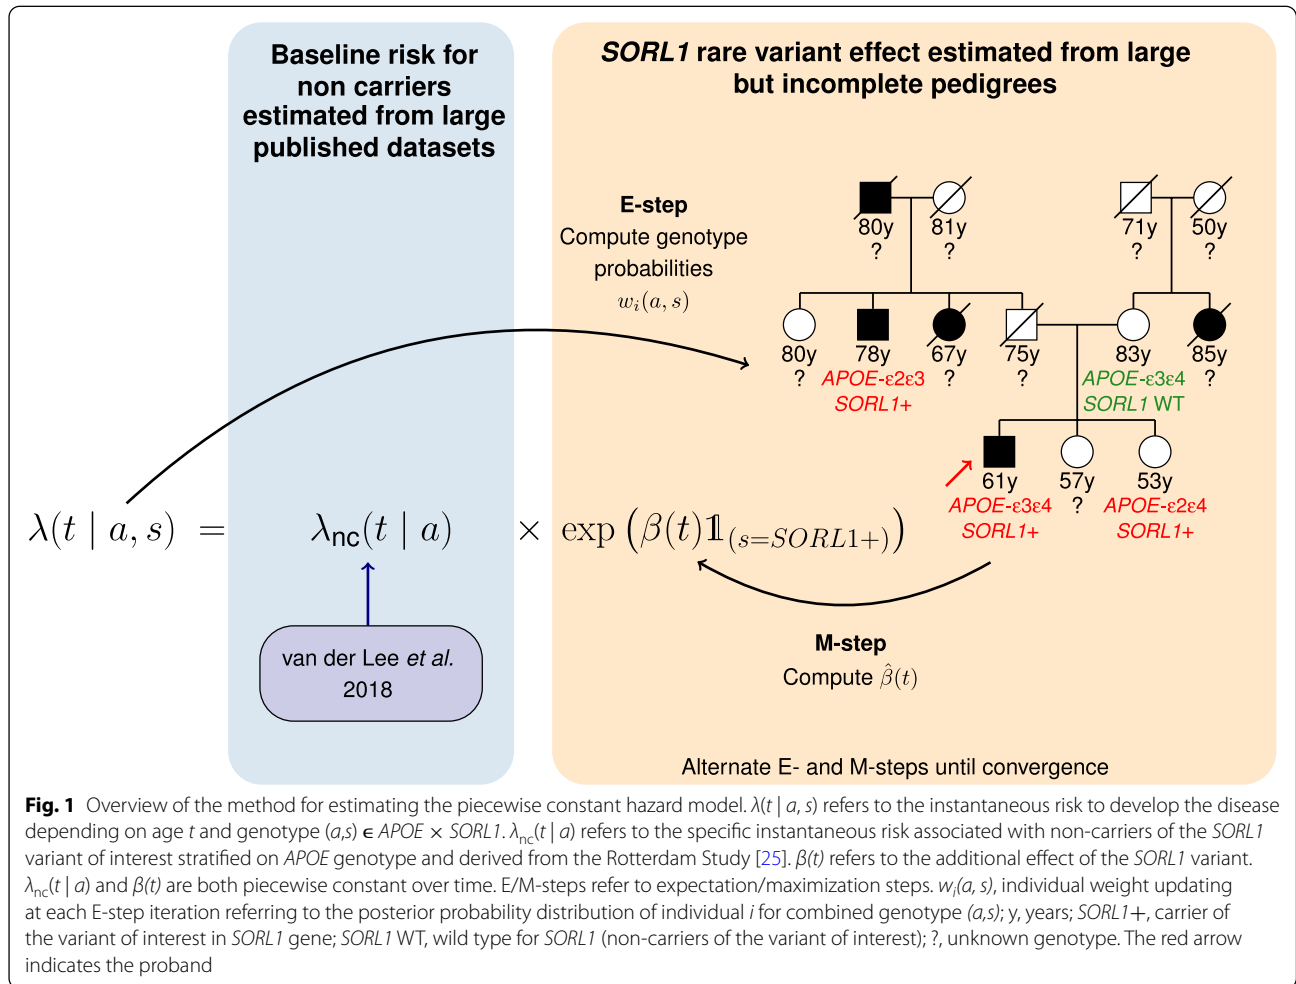 Baseline risk for
non carriers
estimated from large
published datasets
SORL1 rare variant effect estimated from large
but incomplete pedigrees
E-step
Compute genotype
probabilities
w_i(a, s)
80y 81y 71y 50y
? ? ? ?
80y 78y 67y 75y 83y 85y
? APOE-ε2ε3 ? ? APOE-ε3ε4 ?
SORL1+ SORL1 WT
61y 57y 53y
APOE-ε3ε4 ? APOE-ε2ε4
SORL1+ SORL1+
λ(t | a, s) = λ_nc(t | a) × exp (β(t)𝟙_(s=SORL1+))
van der Lee et al.
2018
M-step
Compute β̂(t)
Alternate E- and M-steps until convergence
Fig. 1 Overview of the method for estimating the piecewise constant hazard model. λ(t | a, s) refers to the instantaneous risk to develop the disease
depending on age t and genotype (a,s) ∈ APOE × SORL1. λ_nc(t | a) refers to the specific instantaneous risk associated with non-carriers of the SORL1
variant of interest stratified on APOE genotype and derived from the Rotterdam Study [25]. β(t) refers to the additional effect of the SORL1 variant.
λ_nc(t | a) and β(t) are both piecewise constant over time. E/M-steps refer to expectation/maximization steps. w_i(a, s), individual weight updating
at each E-step iteration referring to the posterior probability distribution of individual i for combined genotype (a,s); y, years; SORL1+, carrier of
the variant of interest in SORL1 gene; SORL1 WT, wild type for SORL1 (non-carriers of the variant of interest); ?, unknown genotype. The red arrow
indicates the proband